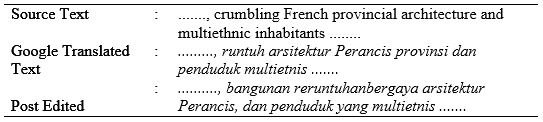 Source Text : ......., crumbling French provincial architecture and
multiethnic inhabitants ........
Google Translated : ........., runtuh arsitektur Perancis provinsi dan
Text penduduk multietnis .......
: .........., bangunan reruntuhanbergaya arsitektur
Post Edited Perancis, dan penduduk yang multietnis .......